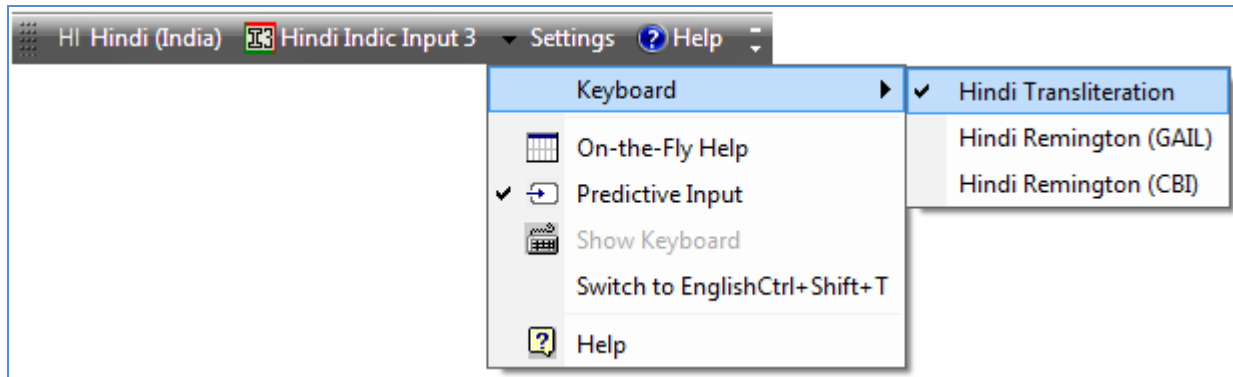 HI Hindi (India) I3 Hindi Indic Input 3 Settings ? Help
Keyboard
Hindi Transliteration
Hindi Remington (GAIL)
Hindi Remington (CBI)
On-the-Fly Help
Predictive Input
Show Keyboard
Switch to EnglishCtrl+Shift+T
? Help